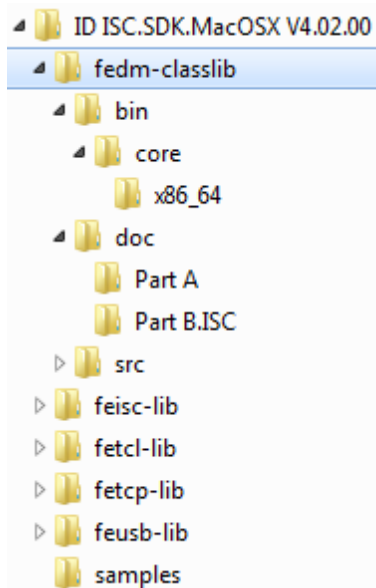 ID ISC.SDK.MacOSX V4.02.00
fedm-classlib
bin
core
x86_64
doc
Part A
Part B.ISC
src
feisc-lib
fetcl-lib
fetcp-lib
feusb-lib
samples